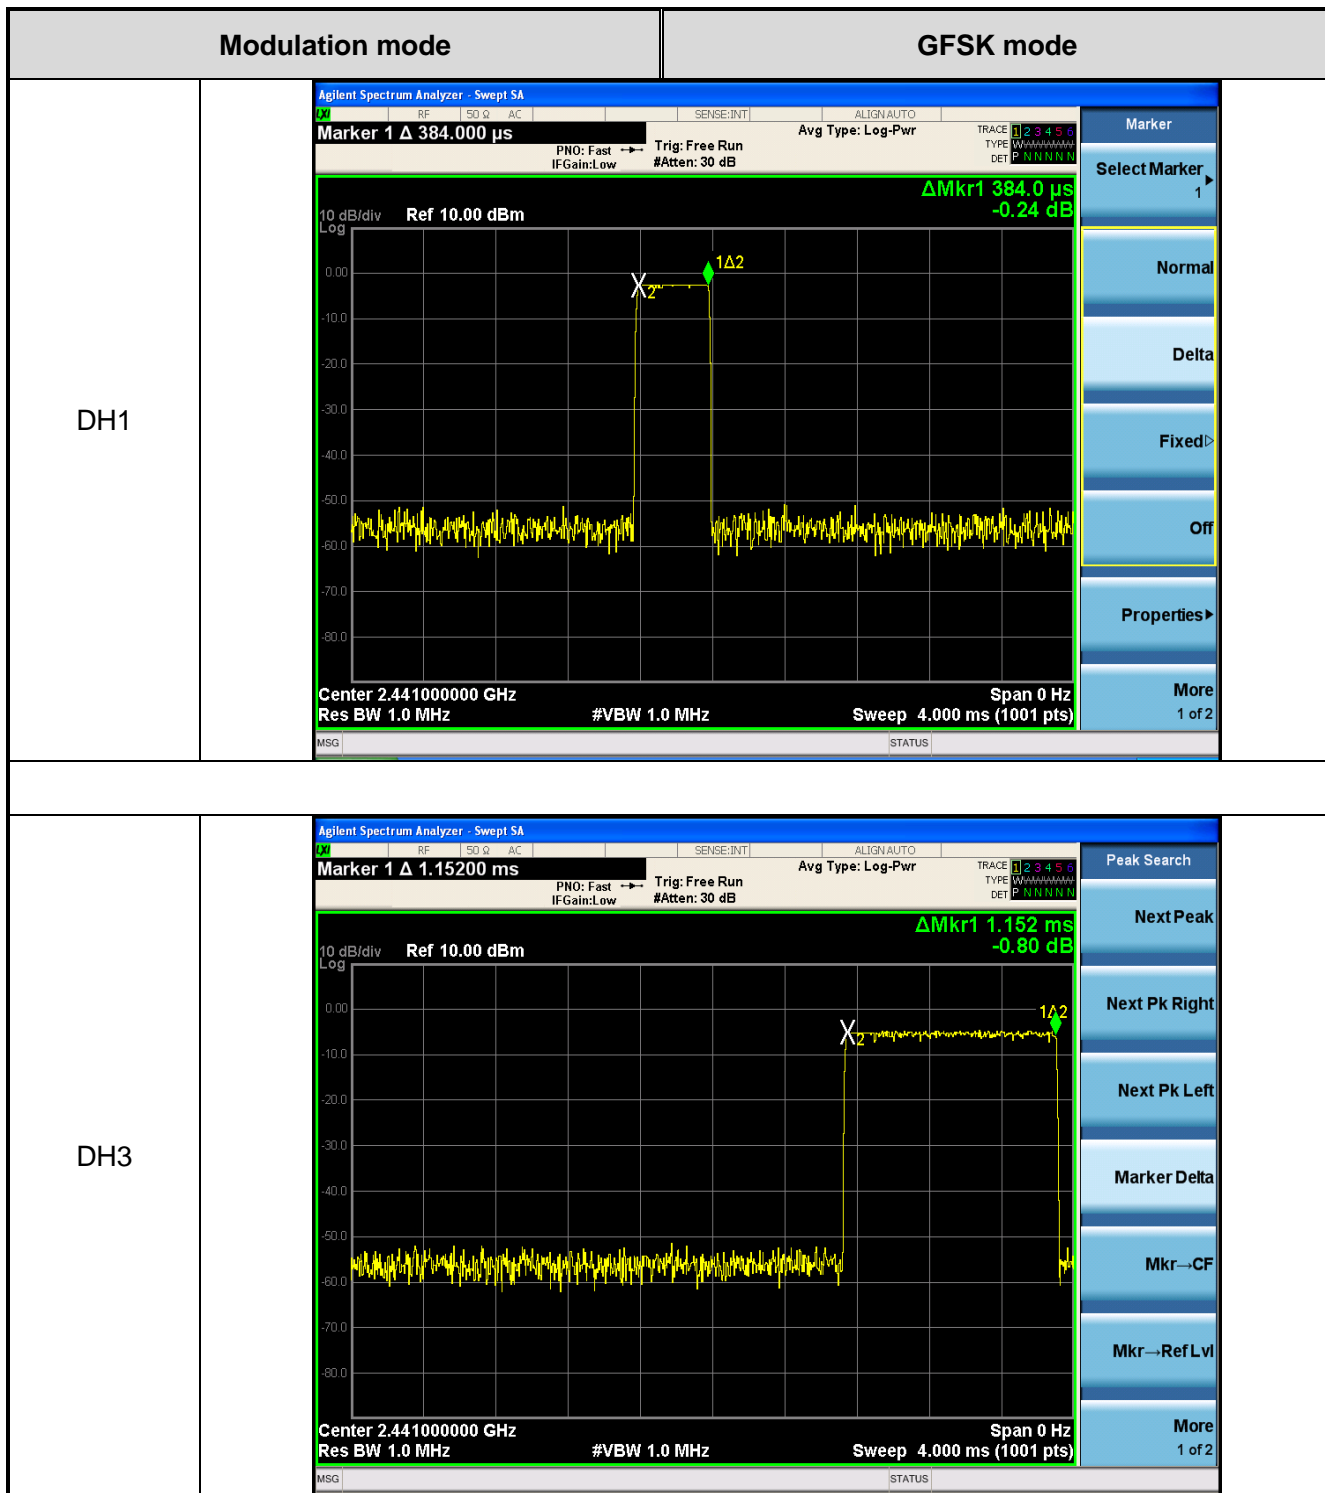 Modulation mode
GFSK mode
DH1
Agilent Spectrum Analyzer - Swept SA
LXI RF 50 Ω AC SENSE:INT ALIGN AUTO
Marker 1 Δ 384.000 µs
PNO: Fast
IFGain:Low
Trig: Free Run
#Atten: 30 dB
Avg Type: Log-Pwr
TRACE 1 2 3 4 5 6
TYPE WWWWWW
DET P N N N N N
ΔMkr1 384.0 µs
-0.24 dB
10 dB/div Ref 10.00 dBm
Log
0.00
-10.0
-20.0
-30.0
-40.0
-50.0
-60.0
-70.0
-80.0
X2
1Δ2
Center 2.441000000 GHz
Span 0 Hz
Res BW 1.0 MHz
#VBW 1.0 MHz
Sweep 4.000 ms (1001 pts)
MSG
STATUS
Marker
Select Marker
1
Normal
Delta
Fixed
Off
Properties
More
1 of 2
DH3
Agilent Spectrum Analyzer - Swept SA
LXI RF 50 Ω AC SENSE:INT ALIGN AUTO
Marker 1 Δ 1.15200 ms
PNO: Fast
IFGain:Low
Trig: Free Run
#Atten: 30 dB
Avg Type: Log-Pwr
TRACE 1 2 3 4 5 6
TYPE WWWWWW
DET P N N N N N
ΔMkr1 1.152 ms
-0.80 dB
10 dB/div Ref 10.00 dBm
Log
0.00
-10.0
-20.0
-30.0
-40.0
-50.0
-60.0
-70.0
-80.0
X2
1Δ2
Center 2.441000000 GHz
Span 0 Hz
Res BW 1.0 MHz
#VBW 1.0 MHz
Sweep 4.000 ms (1001 pts)
MSG
STATUS
Peak Search
Next Peak
Next Pk Right
Next Pk Left
Marker Delta
Mkr→CF
Mkr→Ref Lvl
More
1 of 2